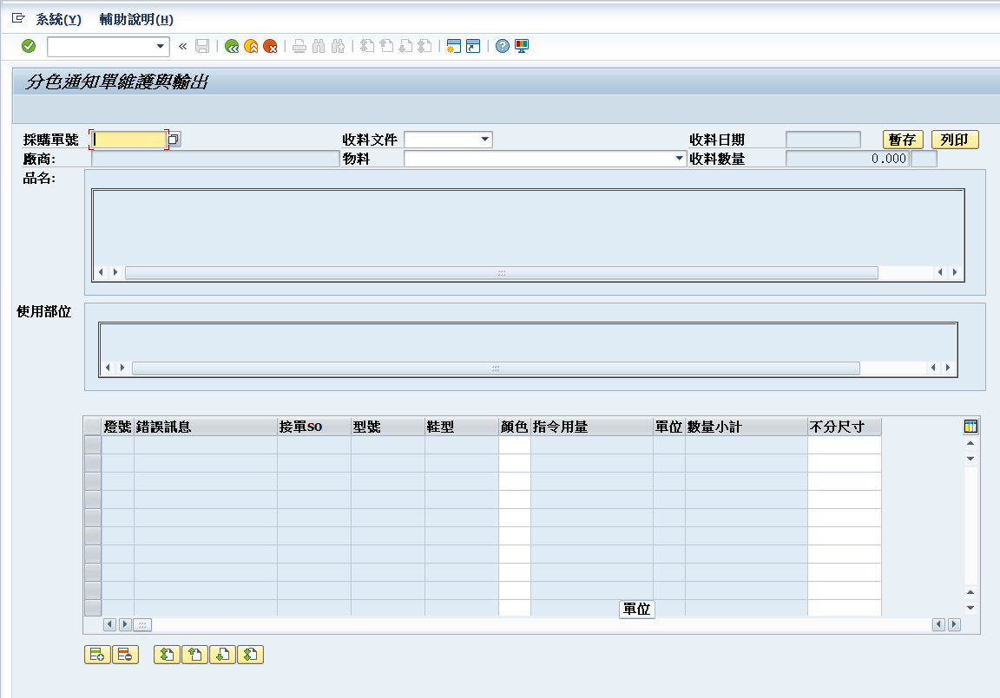 系統(Y) 輔助說明(H)
分色通知單維護與輸出
採購單號 收料文件 收料日期 暫存 列印
廠商: 物料 收料數量 0.000
品名:
使用部位
燈號 錯誤訊息 接單SO 型號 鞋型 顏色 指令用量 單位 數量小計 不分尺寸
單位